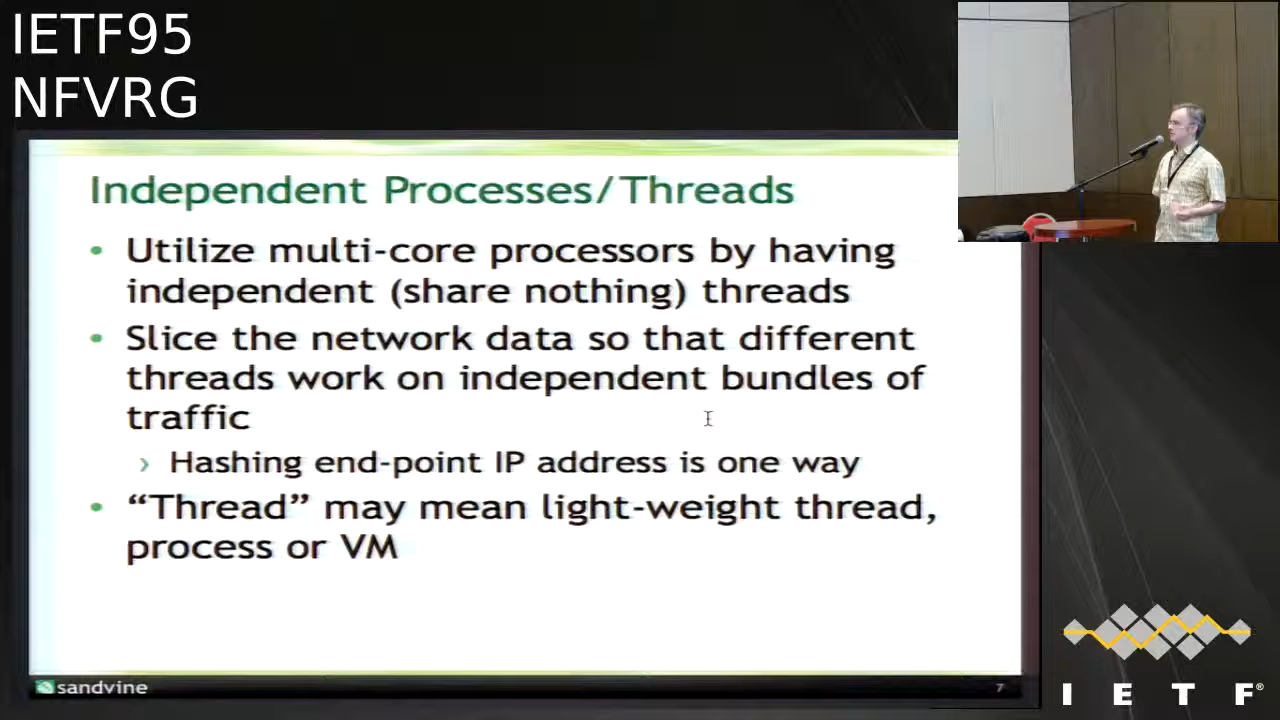 IETF95
NFVRG
Independent Processes/Threads
• Utilize multi-core processors by having
independent (share nothing) threads
• Slice the network data so that different
threads work on independent bundles of
traffic
› Hashing end-point IP address is one way
• “Thread” may mean light-weight thread,
process or VM
sandvine
7
I E T F®